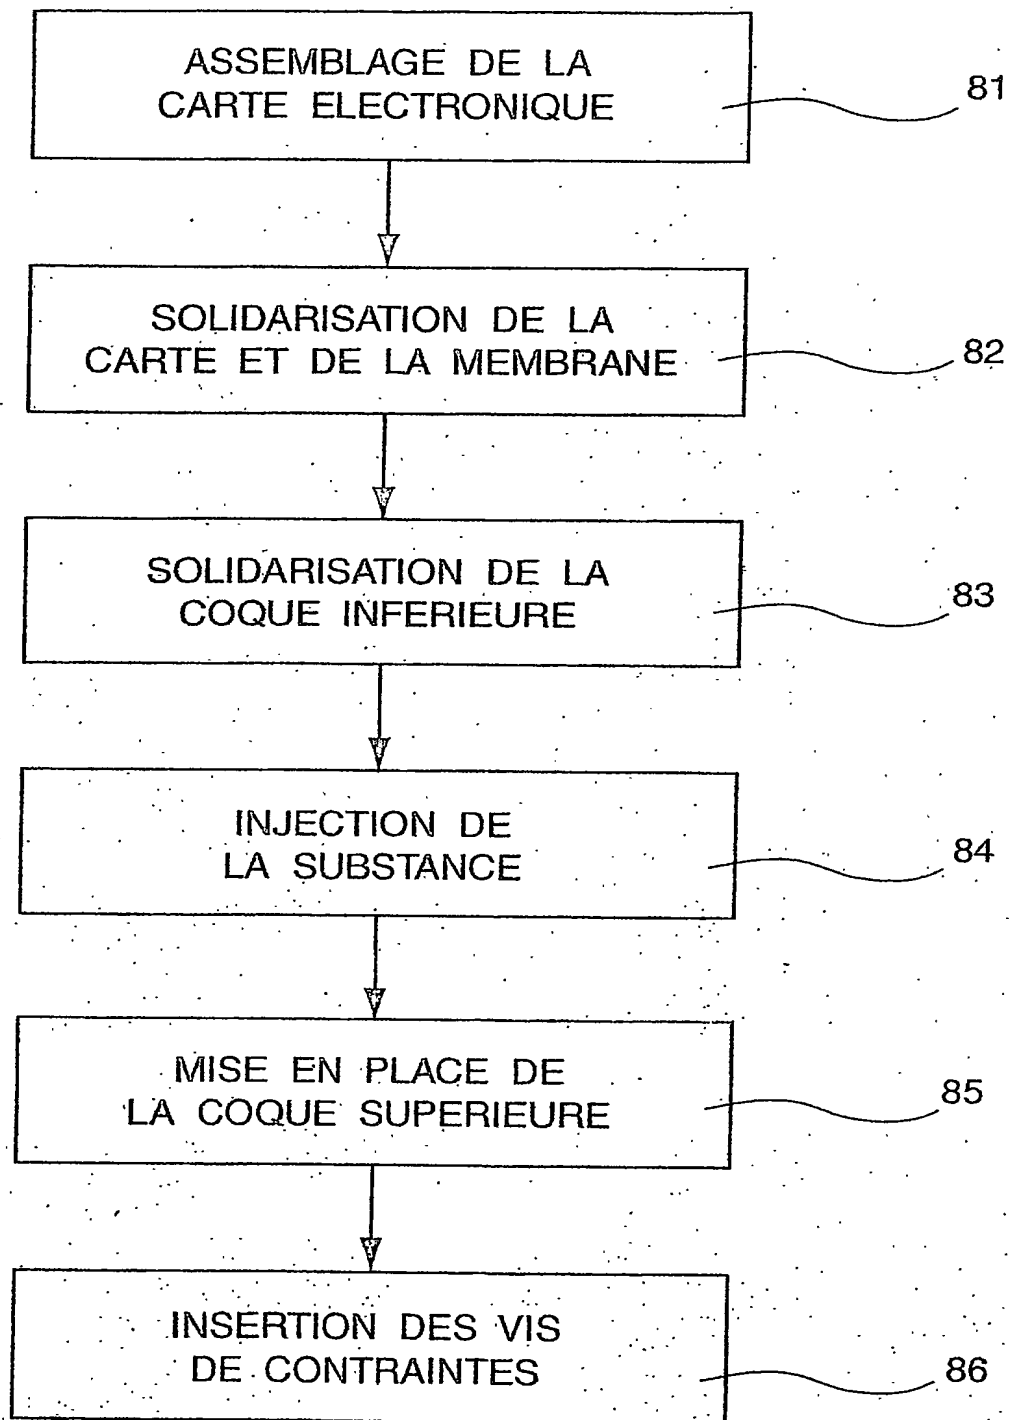 ASSEMBLAGE DE LA
CARTE ELECTRONIQUE
81
SOLIDARISATION DE LA
CARTE ET DE LA MEMBRANE
82
SOLIDARISATION DE LA
COQUE INFERIEURE
83
INJECTION DE
LA SUBSTANCE
84
MISE EN PLACE DE
LA COQUE SUPERIEURE
85
INSERTION DES VIS
DE CONTRAINTES
86